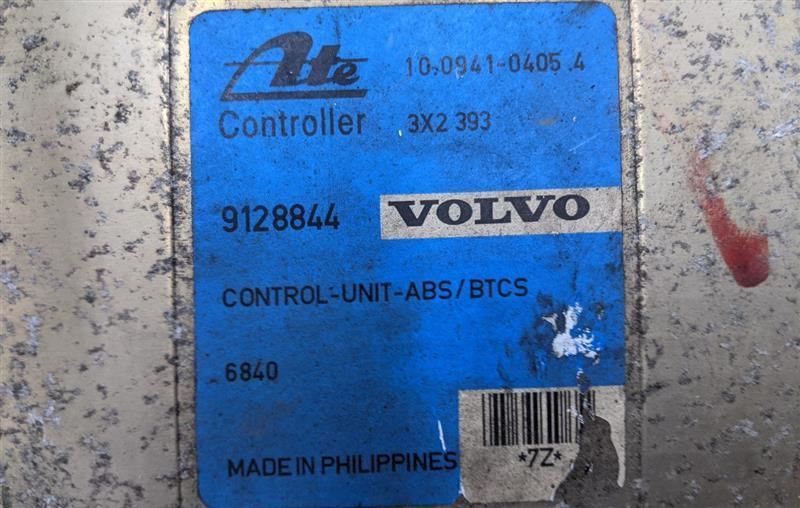 Ate 10.0941-0405.4
Controller 3X2 393
9128844 VOLVO
CONTROL-UNIT-ABS/BTCS
6840
MADE IN PHILIPPINES *7Z*